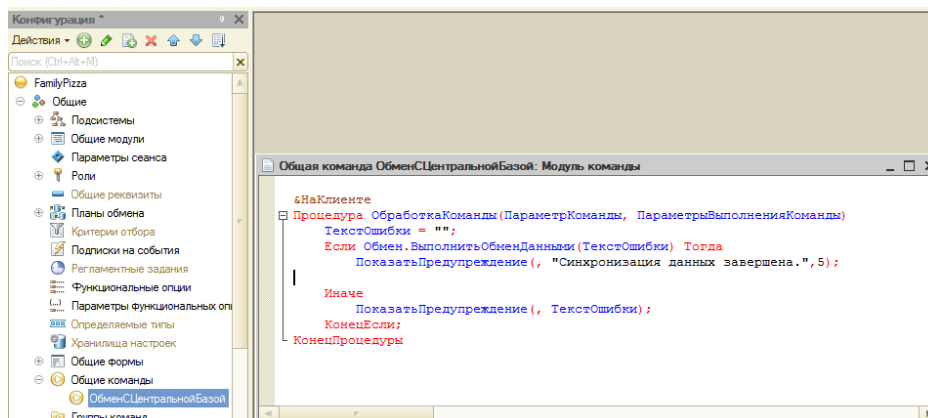 Конфигурация *
Действия
Поиск (Ctrl+Alt+M)
FamilyPizza
Общие
Подсистемы
Общие модули
Параметры сеанса
Роли
Общие реквизиты
Планы обмена
Критерии отбора
Подписки на события
Регламентные задания
Функциональные опции
Параметры функциональных оп
Определяемые типы
Хранилища настроек
Общие формы
Общие команды
ОбменСЦентральнойБазой
Группы команд
Общая команда ОбменСЦентральнойБазой: Модуль команды
&НаКлиенте
Процедура ОбработкаКоманды(ПараметрКоманды, ПараметрыВыполненияКоманды)
ТекстОшибки = "";
Если Обмен.ВыполнитьОбменДанными(ТекстОшибки) Тогда
ПоказатьПредупреждение(, "Синхронизация данных завершена.",5);
Иначе
ПоказатьПредупреждение(, ТекстОшибки);
КонецЕсли;
КонецПроцедуры